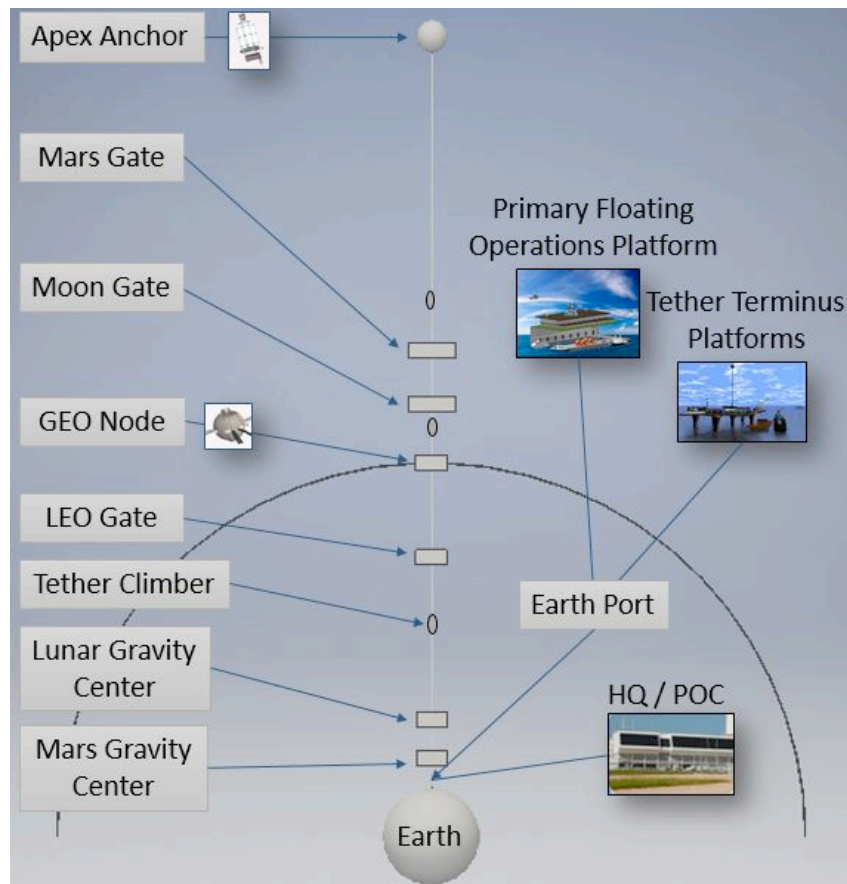 Apex Anchor
Mars Gate
Moon Gate
GEO Node
LEO Gate
Tether Climber
Lunar Gravity
Center
Mars Gravity
Center
Primary Floating
Operations Platform
Tether Terminus
Platforms
Earth Port
HQ / POC
Earth